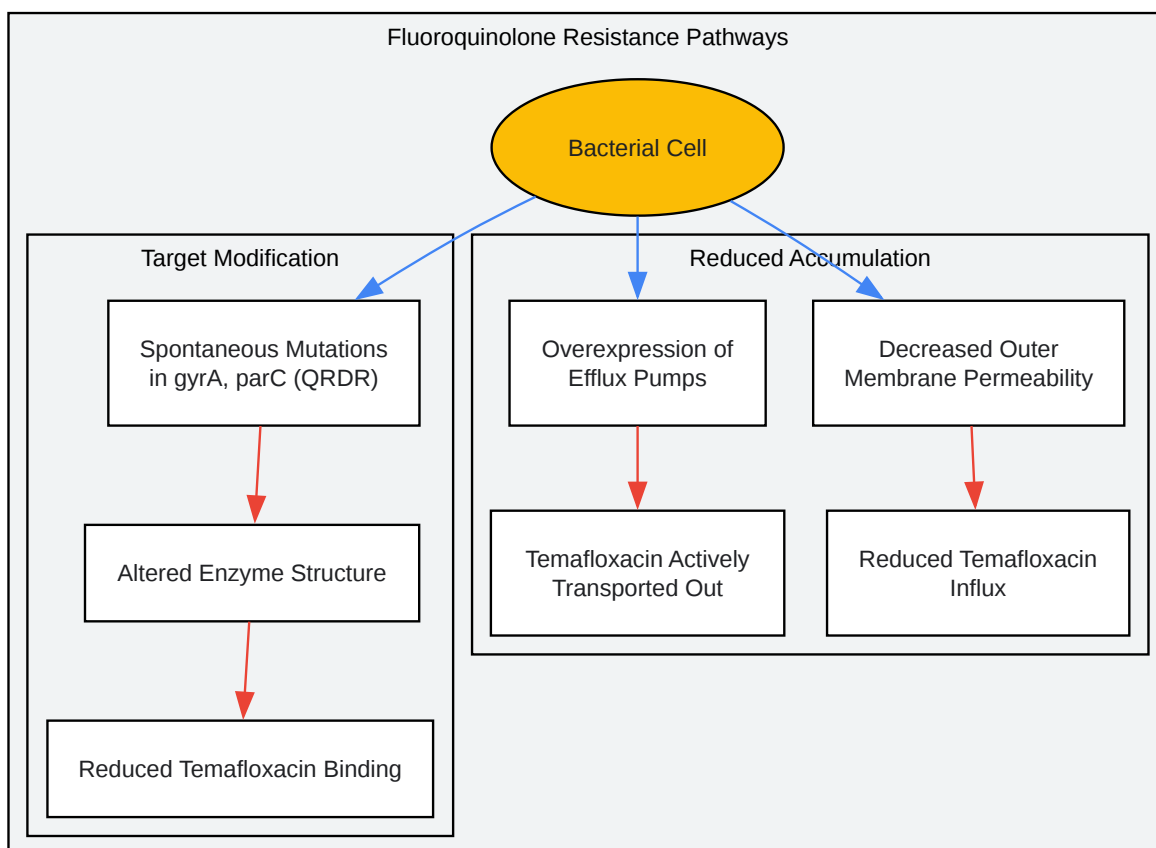 Fluoroquinolone Resistance Pathways
Bacterial Cell
Target Modification
Spontaneous Mutations
in gyrA, parC (QRDR)
Altered Enzyme Structure
Reduced Temafloxacin Binding
Reduced Accumulation
Overexpression of
Efflux Pumps
Temafloxacin Actively
Transported Out
Decreased Outer
Membrane Permeability
Reduced Temafloxacin
Influx